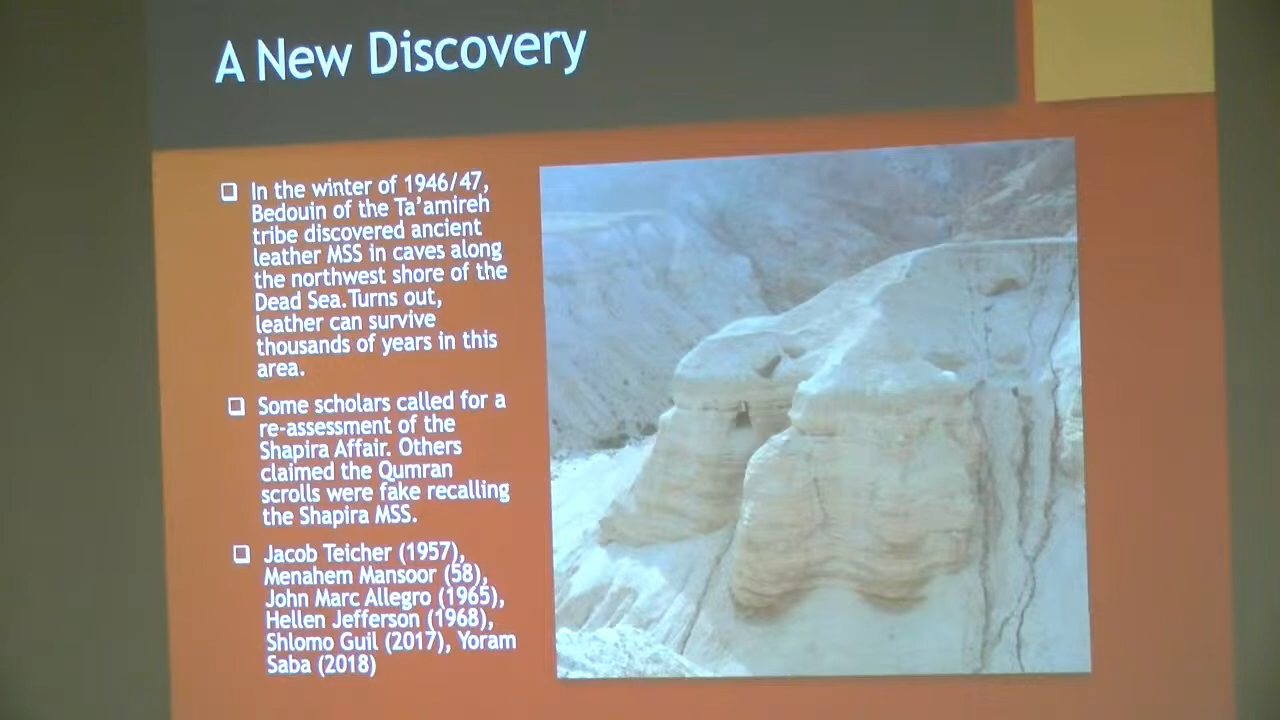 A New Discovery
In the winter of 1946/47,
Bedouin of the Ta'amireh
tribe discovered ancient
leather MSS in caves along
the northwest shore of the
Dead Sea. Turns out,
leather can survive
thousands of years in this
area.
Some scholars called for a
re-assessment of the
Shapira Affair. Others
claimed the Qumran
scrolls were fake recalling
the Shapira MSS.
Jacob Teicher (1957),
Menahem Mansoor (58),
John Marc Allegro (1965),
Hellen Jefferson (1968),
Shlomo Guil (2017), Yoram
Saba (2018)